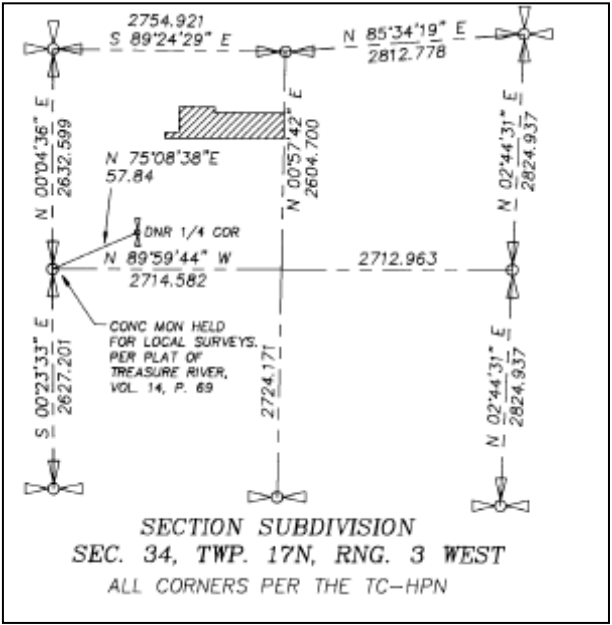 2754.921
S 89°24'29" E
N 85°34'19" E
2812.778
N 00°04'36" E
2632.599
N 00°57'42" E
2604.700
N 02°44'31" E
2824.937
N 75°08'38"E
57.84
DNR 1/4 COR
N 89°59'44" W
2714.582
2712.963
CONC MON HELD
FOR LOCAL SURVEYS.
PER PLAT OF
TREASURE RIVER,
VOL. 14, P. 69
S 00°23'33" E
2627.201
2724.171
N 02°44'31" E
2824.937
SECTION SUBDIVISION
SEC. 34, TWP. 17N, RNG. 3 WEST
ALL CORNERS PER THE TC-HPN